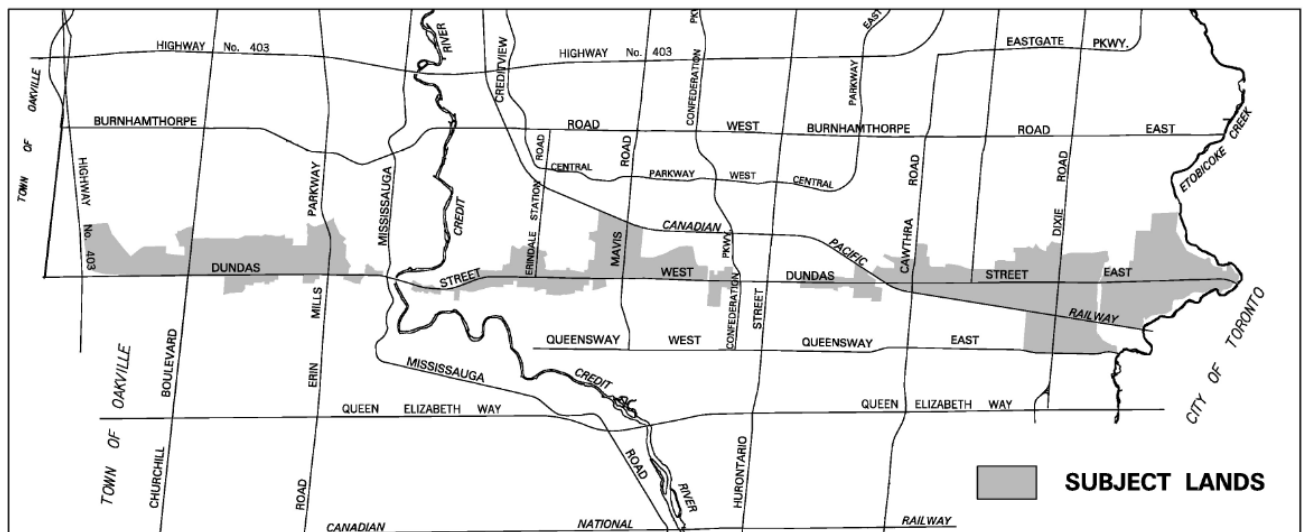 HIGHWAY No. 403
HIGHWAY No. 403
EASTGATE PKWY.
RIVER
CREDITVIEW
ROAD
CONFEDERATION
PKWY
PARKWAY
EAST
TOWN OF OAKVILLE
BURNHAMTHORPE
ROAD
WEST
BURNHAMTHORPE
ROAD
EAST
ETOBICOKE CREEK
HIGHWAY No. 403
PARKWAY
MISSISSAUGA
CREDIT
CENTRAL
PARKWAY
WEST
CENTRAL
ROAD
ROAD
ROAD
ERINDALE STATION
MAVIS
CANADIAN
PACIFIC
CAWTHRA
DIXIE
DUNDAS
STREET
WEST
PKWY.
DUNDAS
STREET
EAST
RAILWAY
MILLS
CONFEDERATION
STREET
QUEENSWAY
WEST
QUEENSWAY
EAST
TOWN OF OAKVILLE
BOULEVARD
ERIN
MISSISSAUGA
CREDIT
CITY OF TORONTO
QUEEN ELIZABETH WAY
QUEEN ELIZABETH WAY
CHURCHILL
ROAD
ROAD
RIVER
HURONTARIO
SUBJECT LANDS
CANADIAN
NATIONAL
RAILWAY